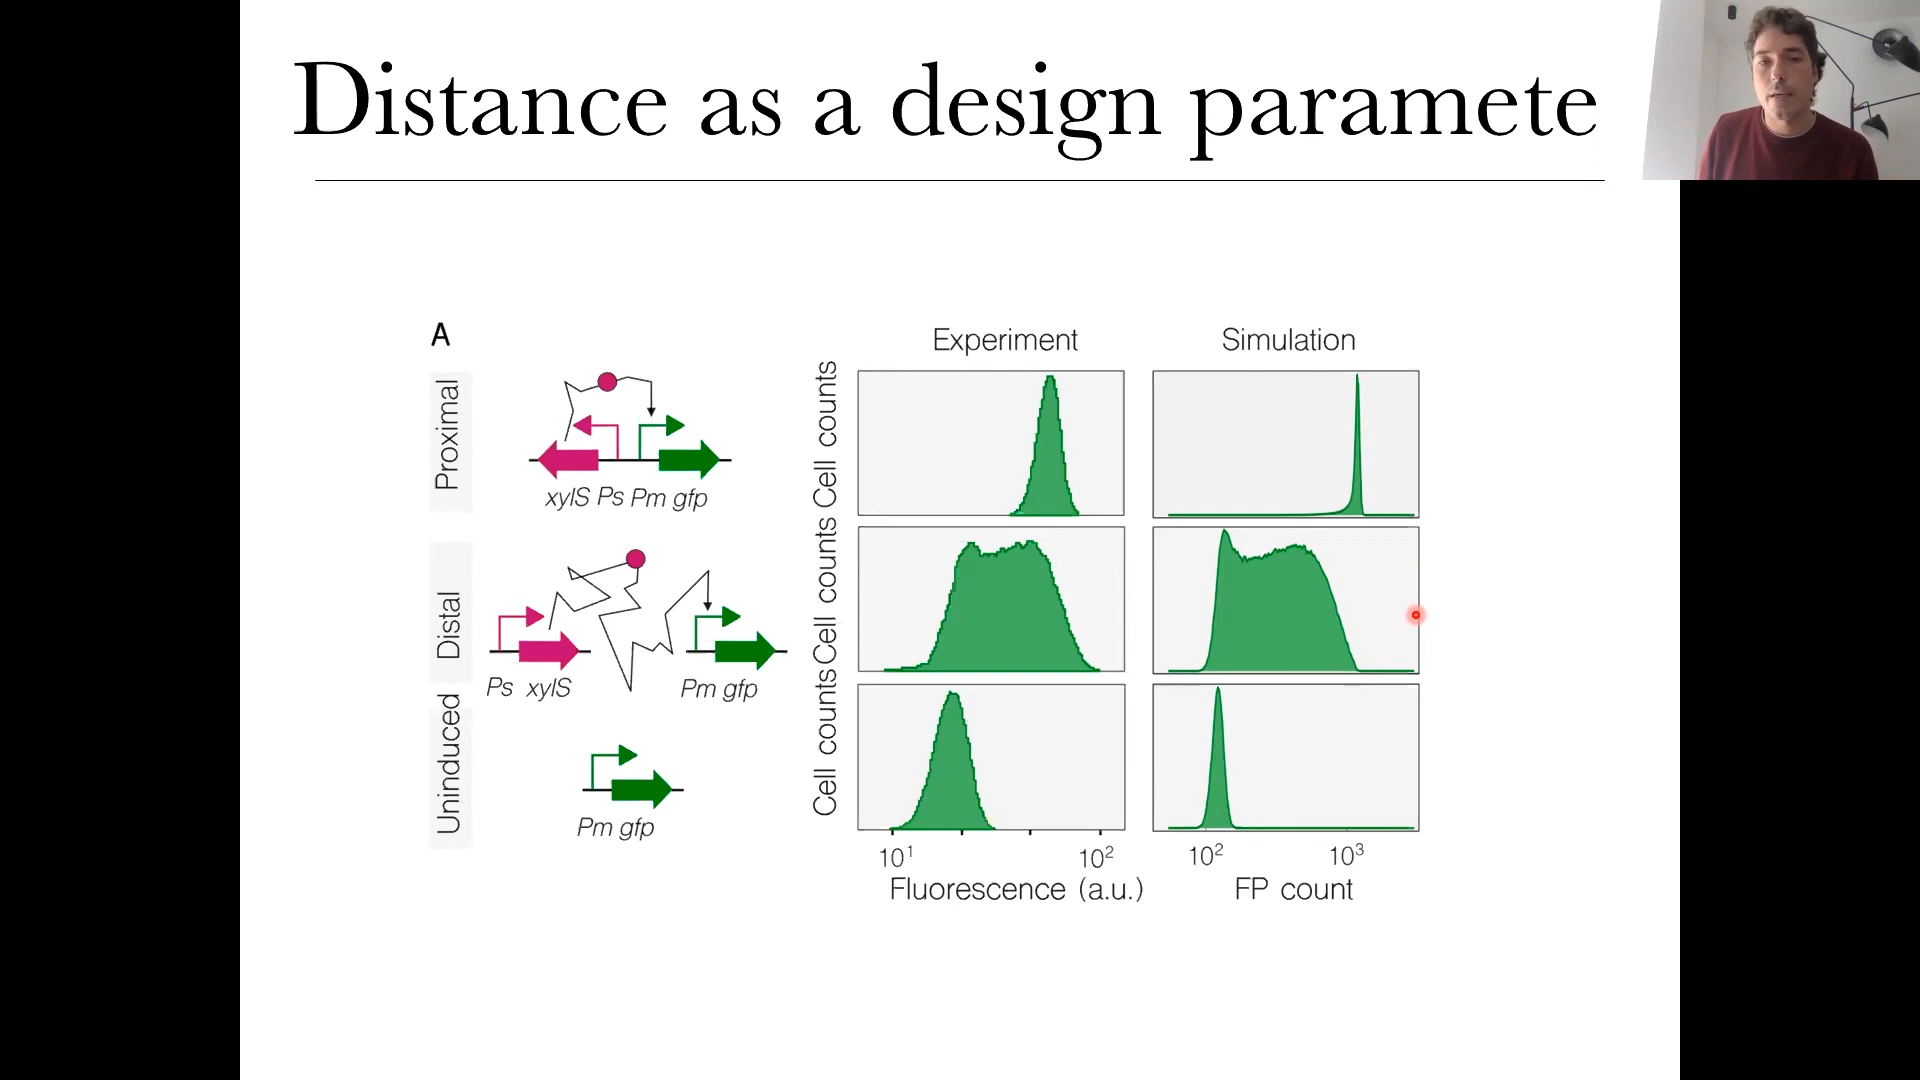 Distance as a design paramete
A
Experiment
Simulation
Proximal
xylS Ps Pm gfp
Cell counts
Distal
Ps xylS
Pm gfp
Cell counts
Uninduced
Pm gfp
Cell counts
10¹
10²
Fluorescence (a.u.)
10²
10³
FP count